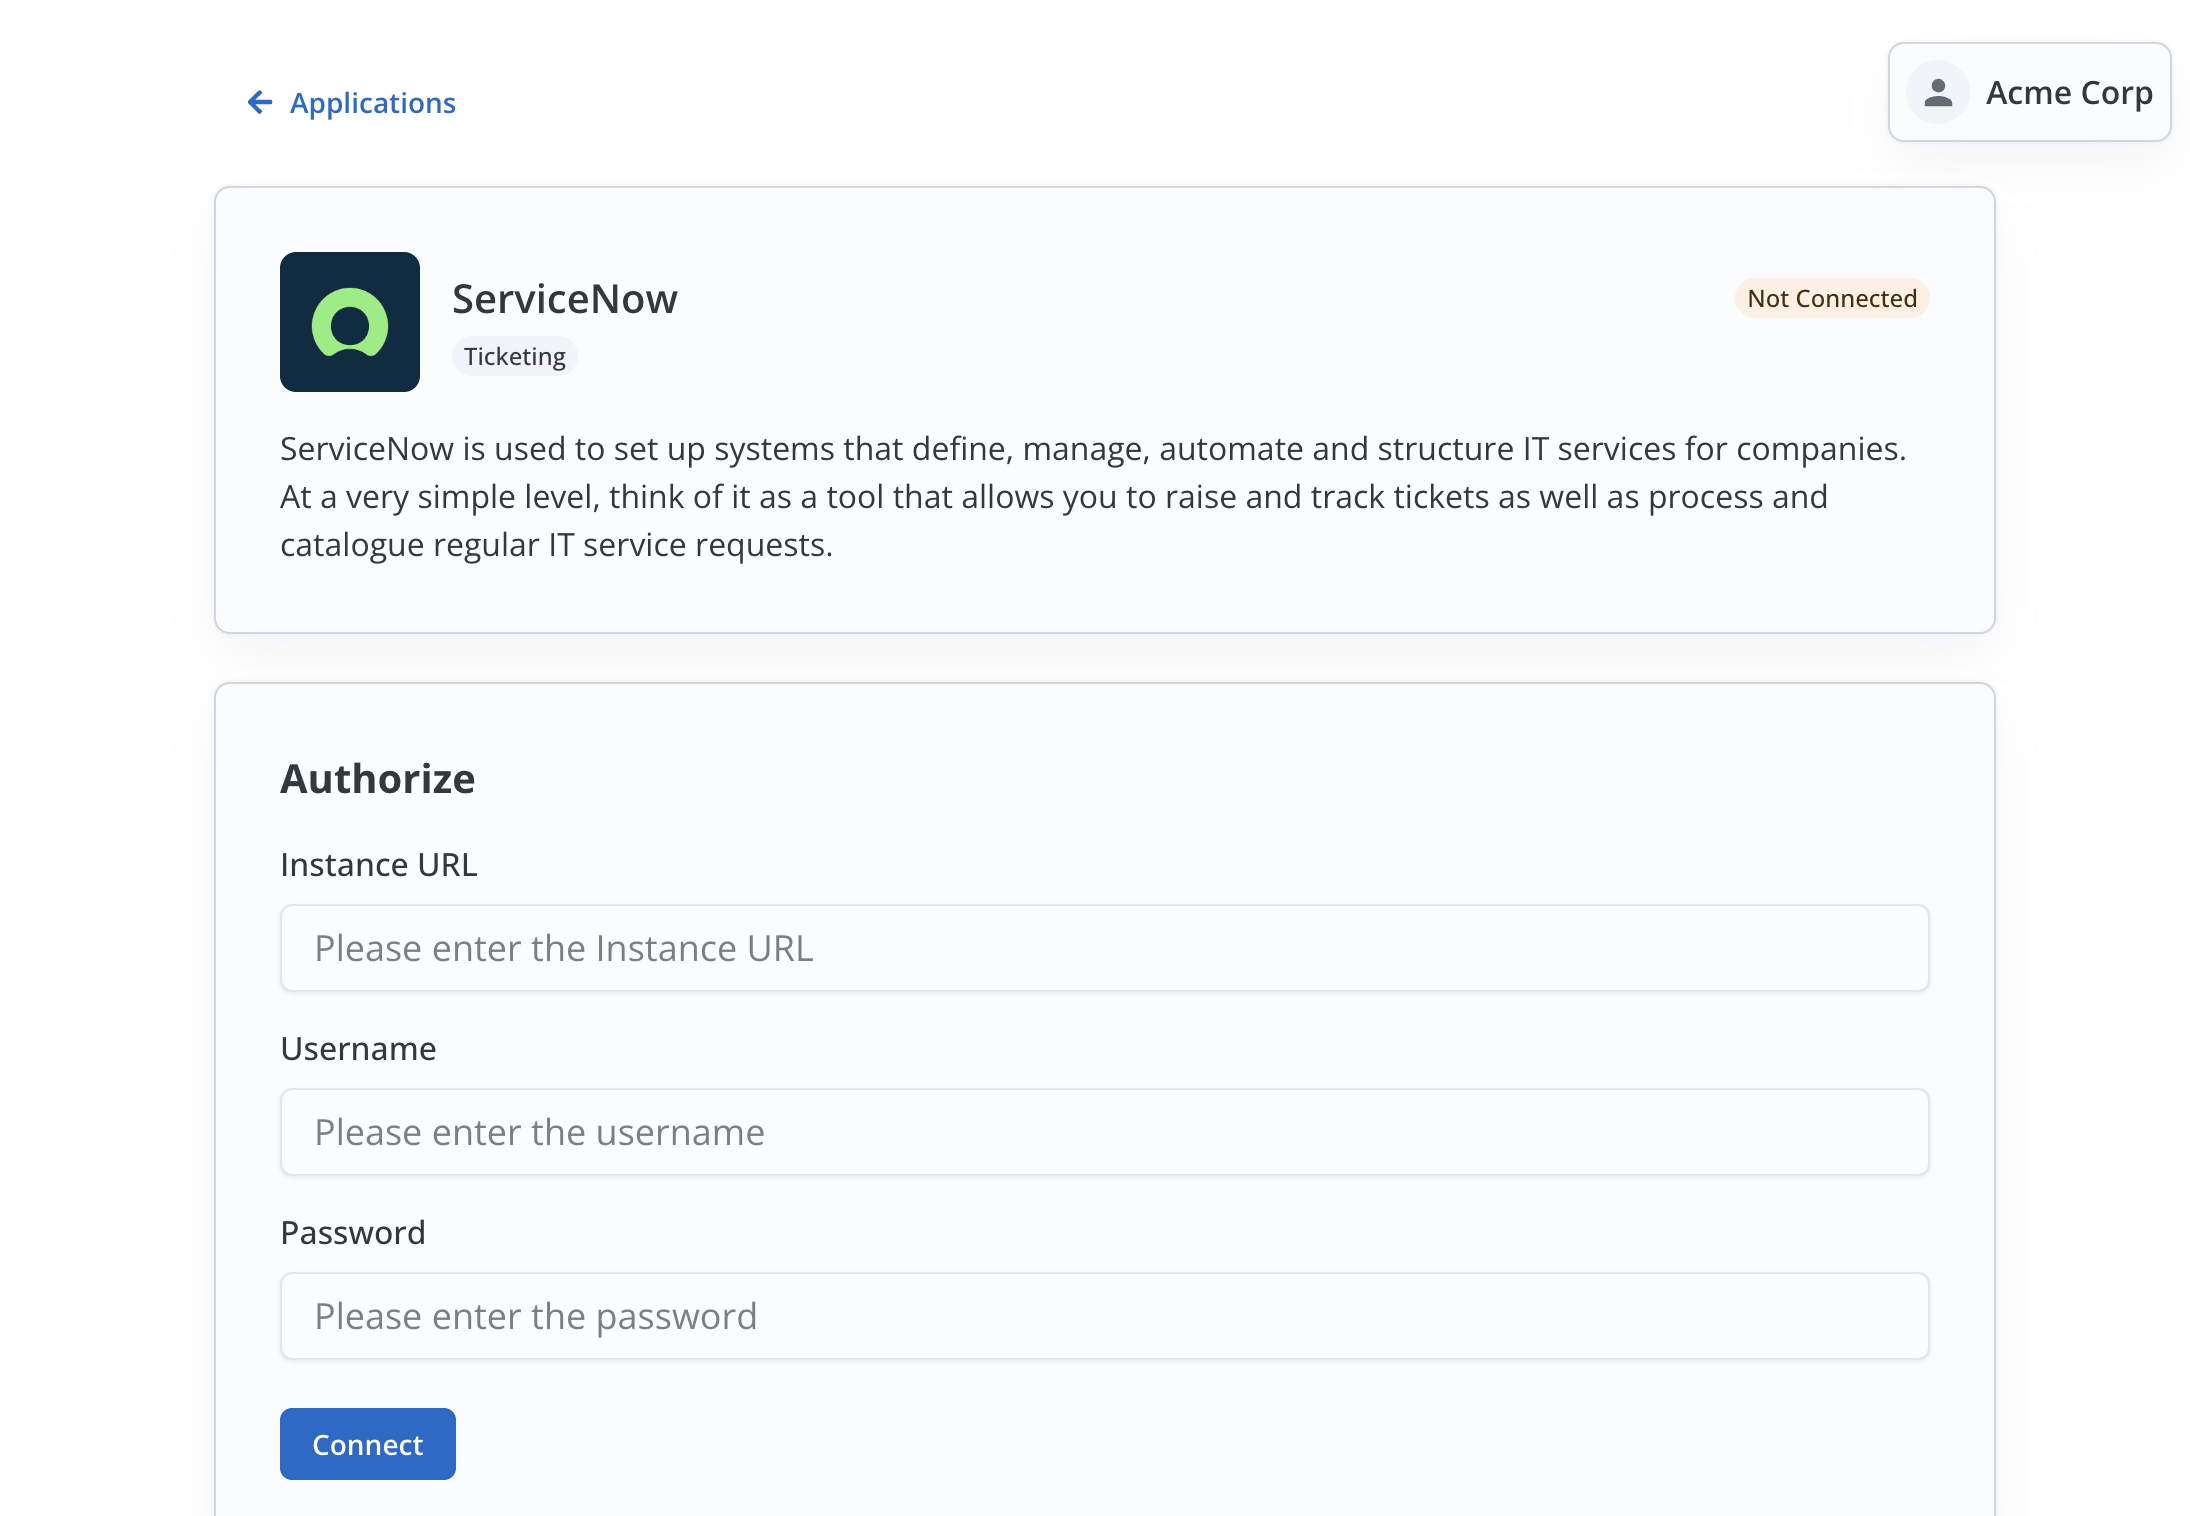 Applications
Acme Corp
ServiceNow
Not Connected
Ticketing
ServiceNow is used to set up systems that define, manage, automate and structure IT services for companies.
At a very simple level, think of it as a tool that allows you to raise and track tickets as well as process and
catalogue regular IT service requests.
Authorize
Instance URL
Please enter the Instance URL
Username
Please enter the username
Password
Please enter the password
Connect